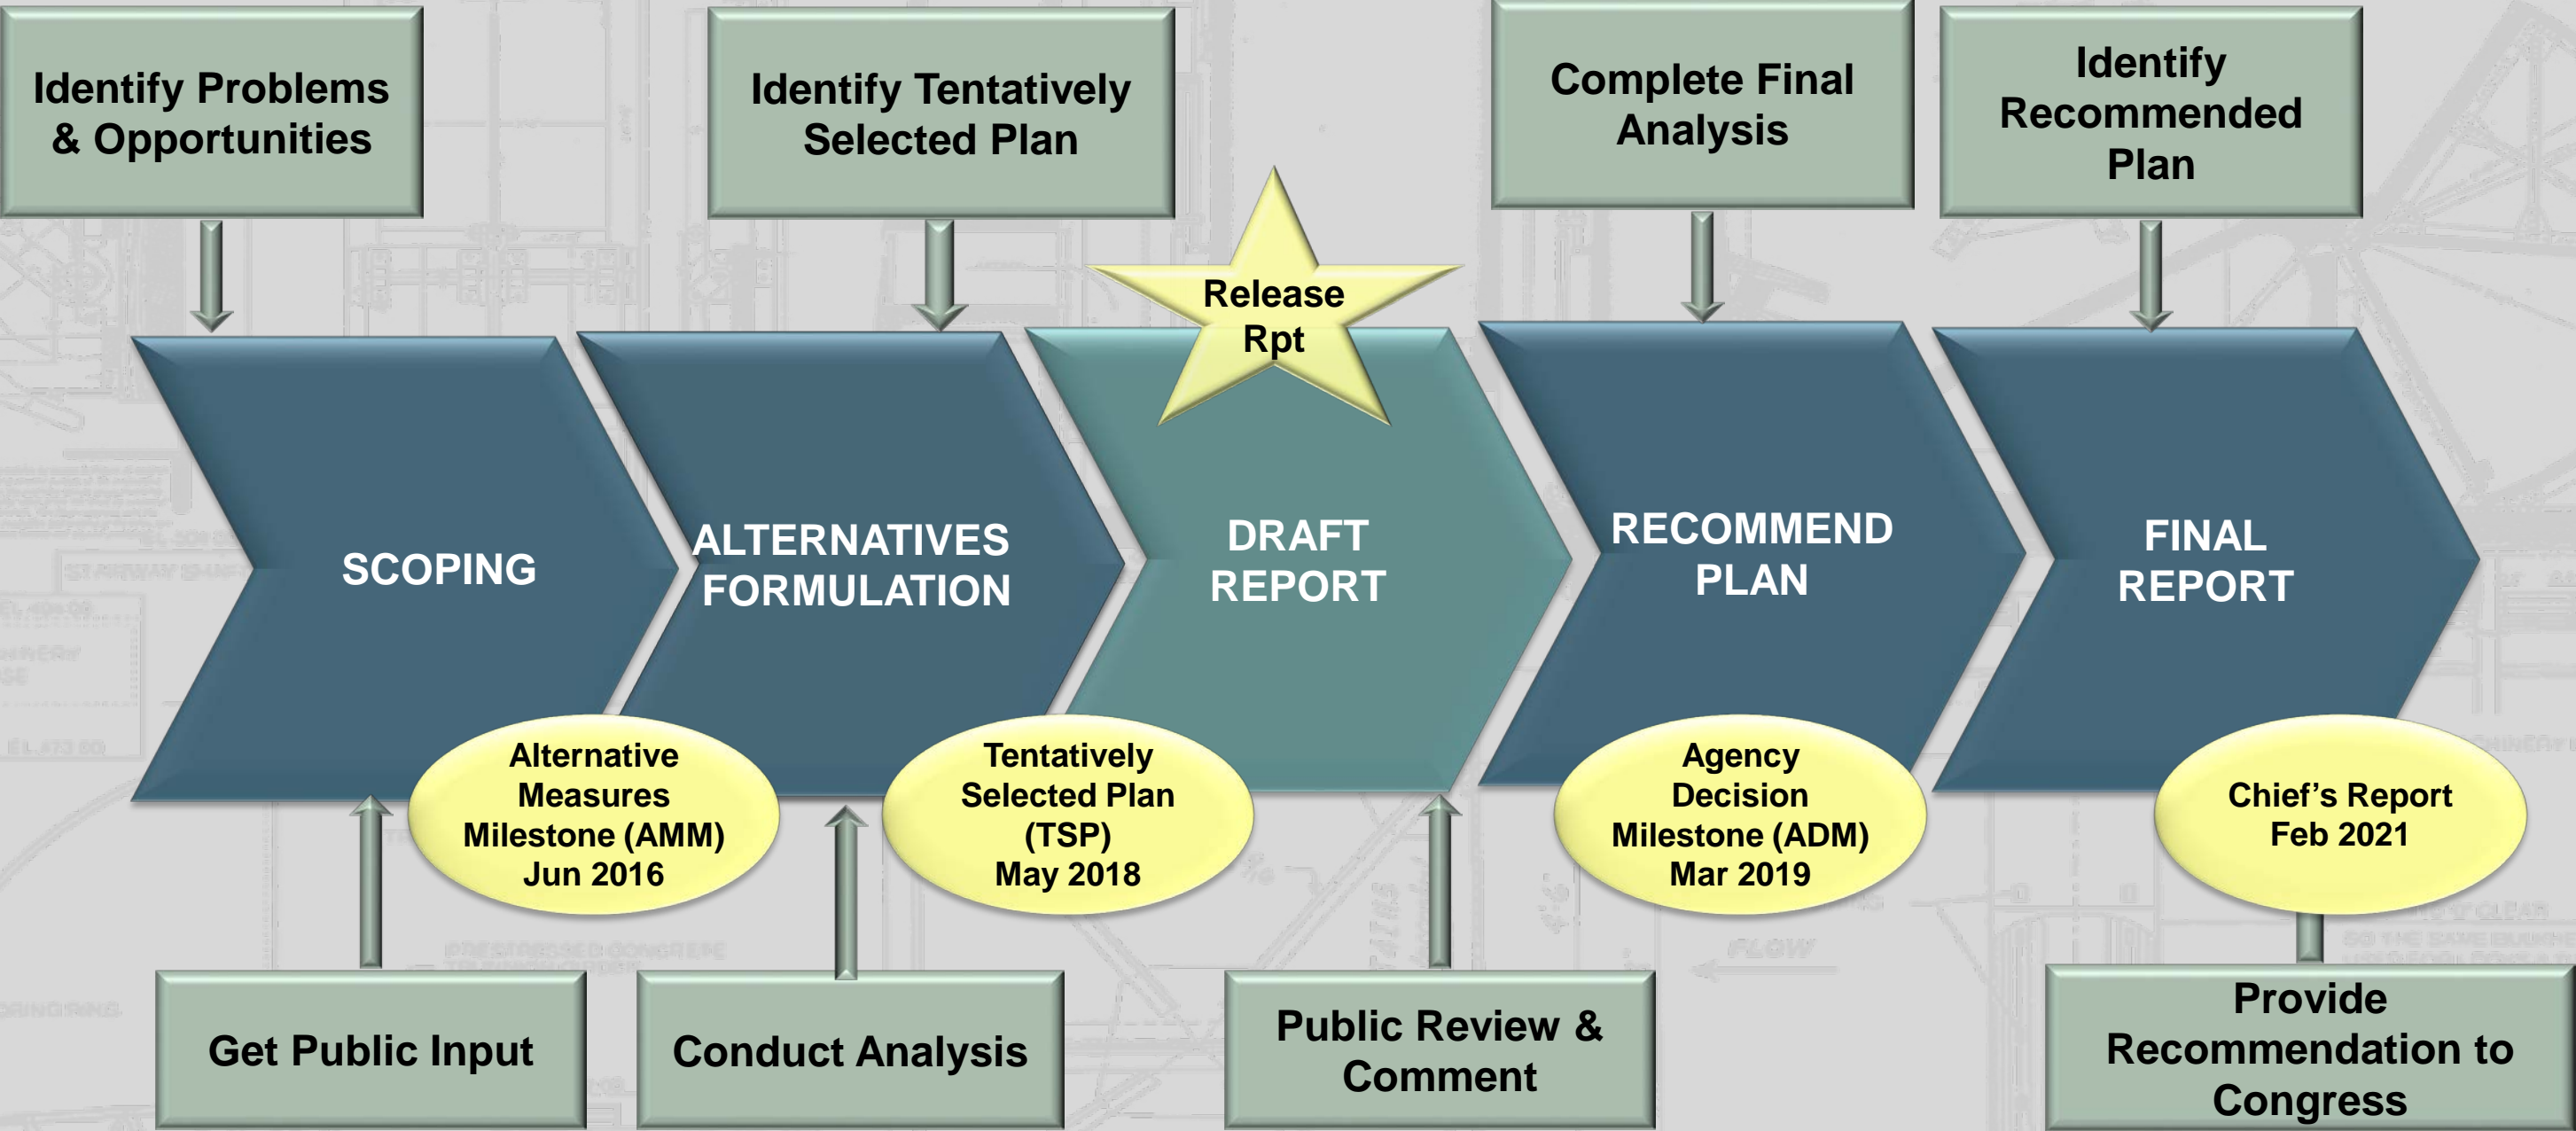 Identify Problems
& Opportunities
Identify Tentatively
Selected Plan
Complete Final
Analysis
Identify
Recommended
Plan
Release
Rpt
SCOPING
ALTERNATIVES
FORMULATION
DRAFT
REPORT
RECOMMEND
PLAN
FINAL
REPORT
Alternative
Measures
Milestone (AMM)
Jun 2016
Tentatively
Selected Plan
(TSP)
May 2018
Agency
Decision
Milestone (ADM)
Mar 2019
Chief’s Report
Feb 2021
Get Public Input
Conduct Analysis
Public Review &
Comment
Provide
Recommendation to
Congress
PRESTRESSED CONCRETE
FLOW